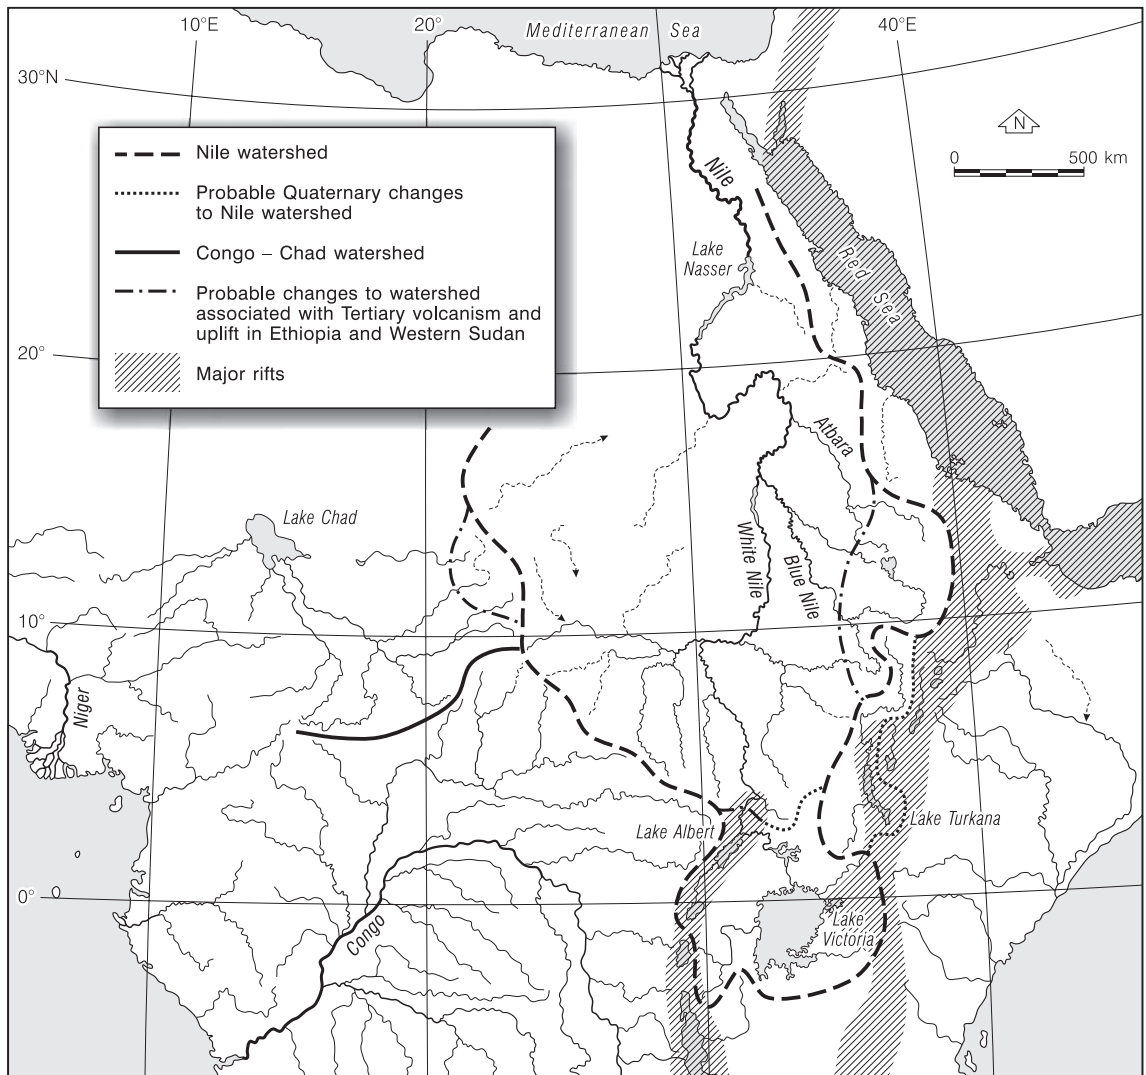 10°E
20°
Mediterranean Sea
40°E
30°N
N
0 500 km
Nile watershed
Probable Quaternary changes
to Nile watershed
Congo – Chad watershed
Probable changes to watershed
associated with Tertiary volcanism and
uplift in Ethiopia and Western Sudan
Major rifts
Nile
Lake
Nasser
Red Sea
20°
Atbara
Lake Chad
White Nile
Blue Nile
10°
Niger
Lake Albert
Lake Turkana
0°
Lake
Victoria
Congo